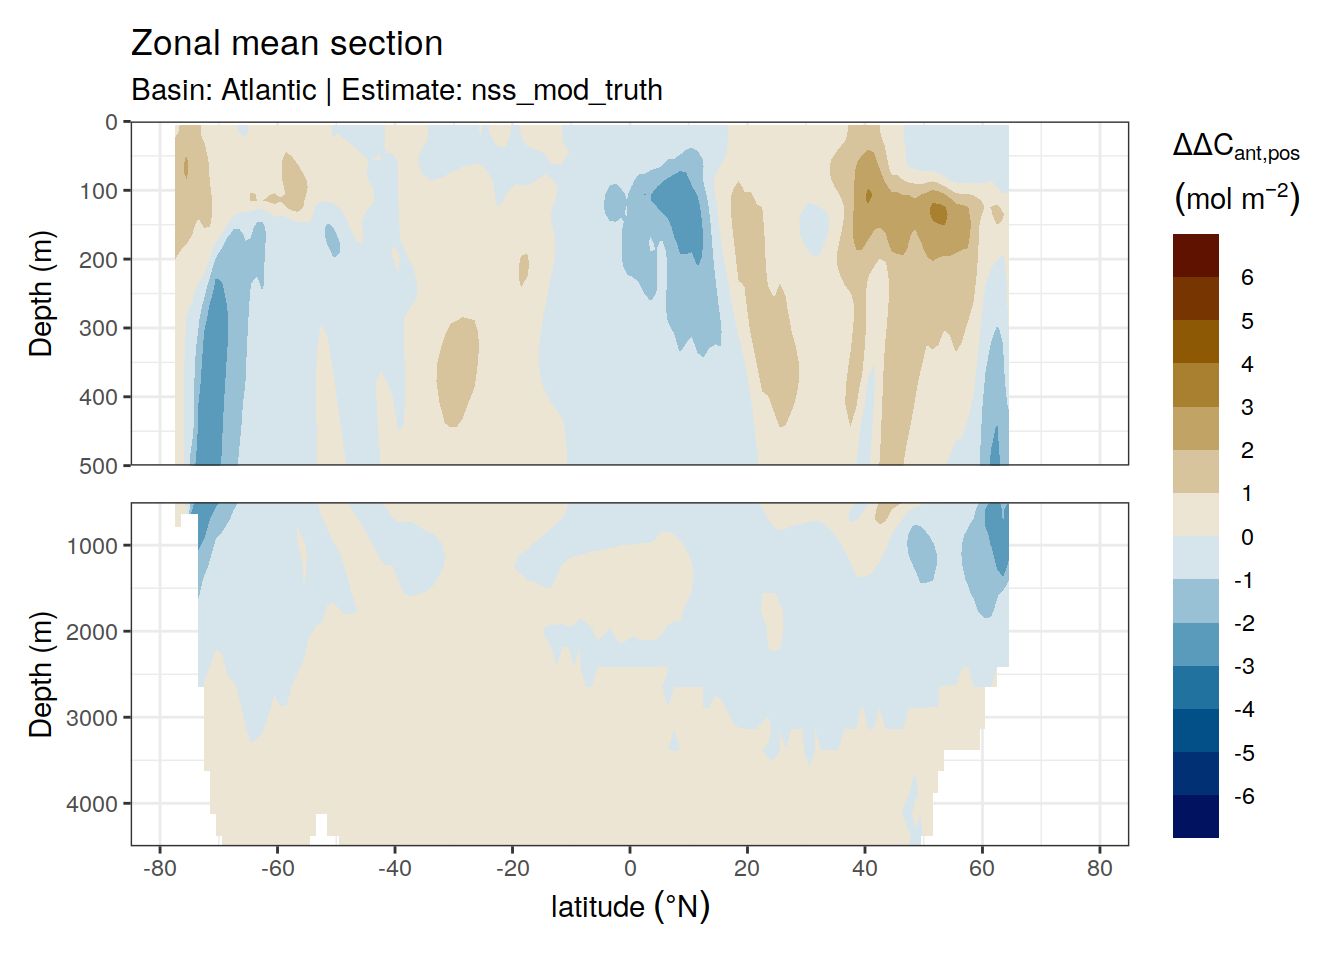 Zonal mean section
Basin: Atlantic | Estimate: nss_mod_truth
ΔΔC_ant,pos
(mol m⁻²)
6
5
4
3
2
1
0
-1
-2
-3
-4
-5
-6
Depth (m)
0
100
200
300
400
500
Depth (m)
1000
2000
3000
4000
-80 -60 -40 -20 0 20 40 60 80
latitude (°N)